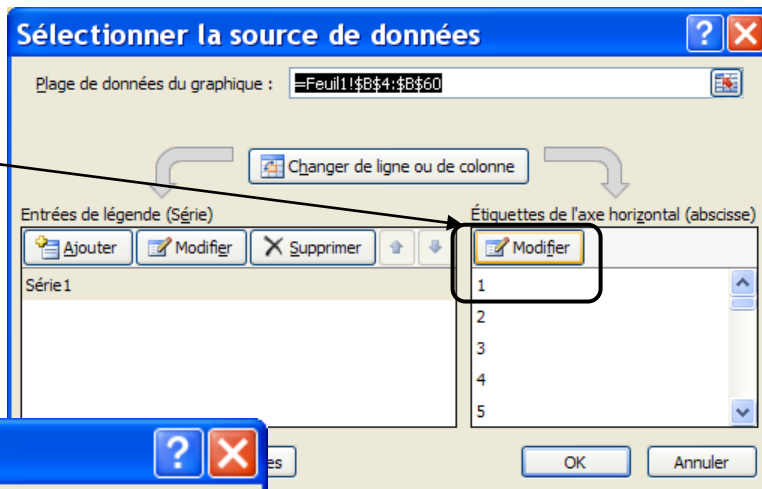 Sélectionner la source de données
Plage de données du graphique : =Feuil1!$B$4:$B$60
Changer de ligne ou de colonne
Entrées de légende (Série)
Étiquettes de l'axe horizontal (abscisse)
Ajouter Modifier Supprimer
Modifier
Série1
1
2
3
4
5
es
OK Annuler